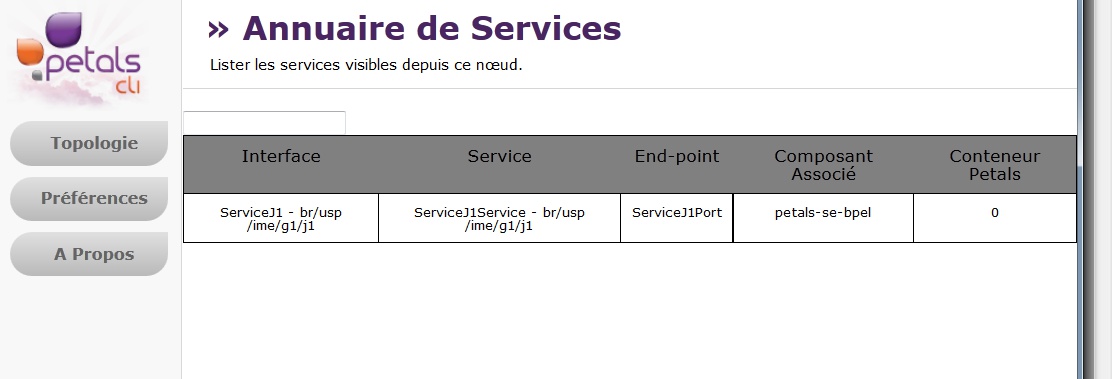 petals
cli
Topologie
Préférences
A Propos
» Annuaire de Services
Lister les services visibles depuis ce nœud.
Interface Service End-point Composant Associé Conteneur Petals
ServiceJ1 - br/usp /ime/g1/j1 ServiceJ1Service - br/usp /ime/g1/j1 ServiceJ1Port petals-se-bpel 0